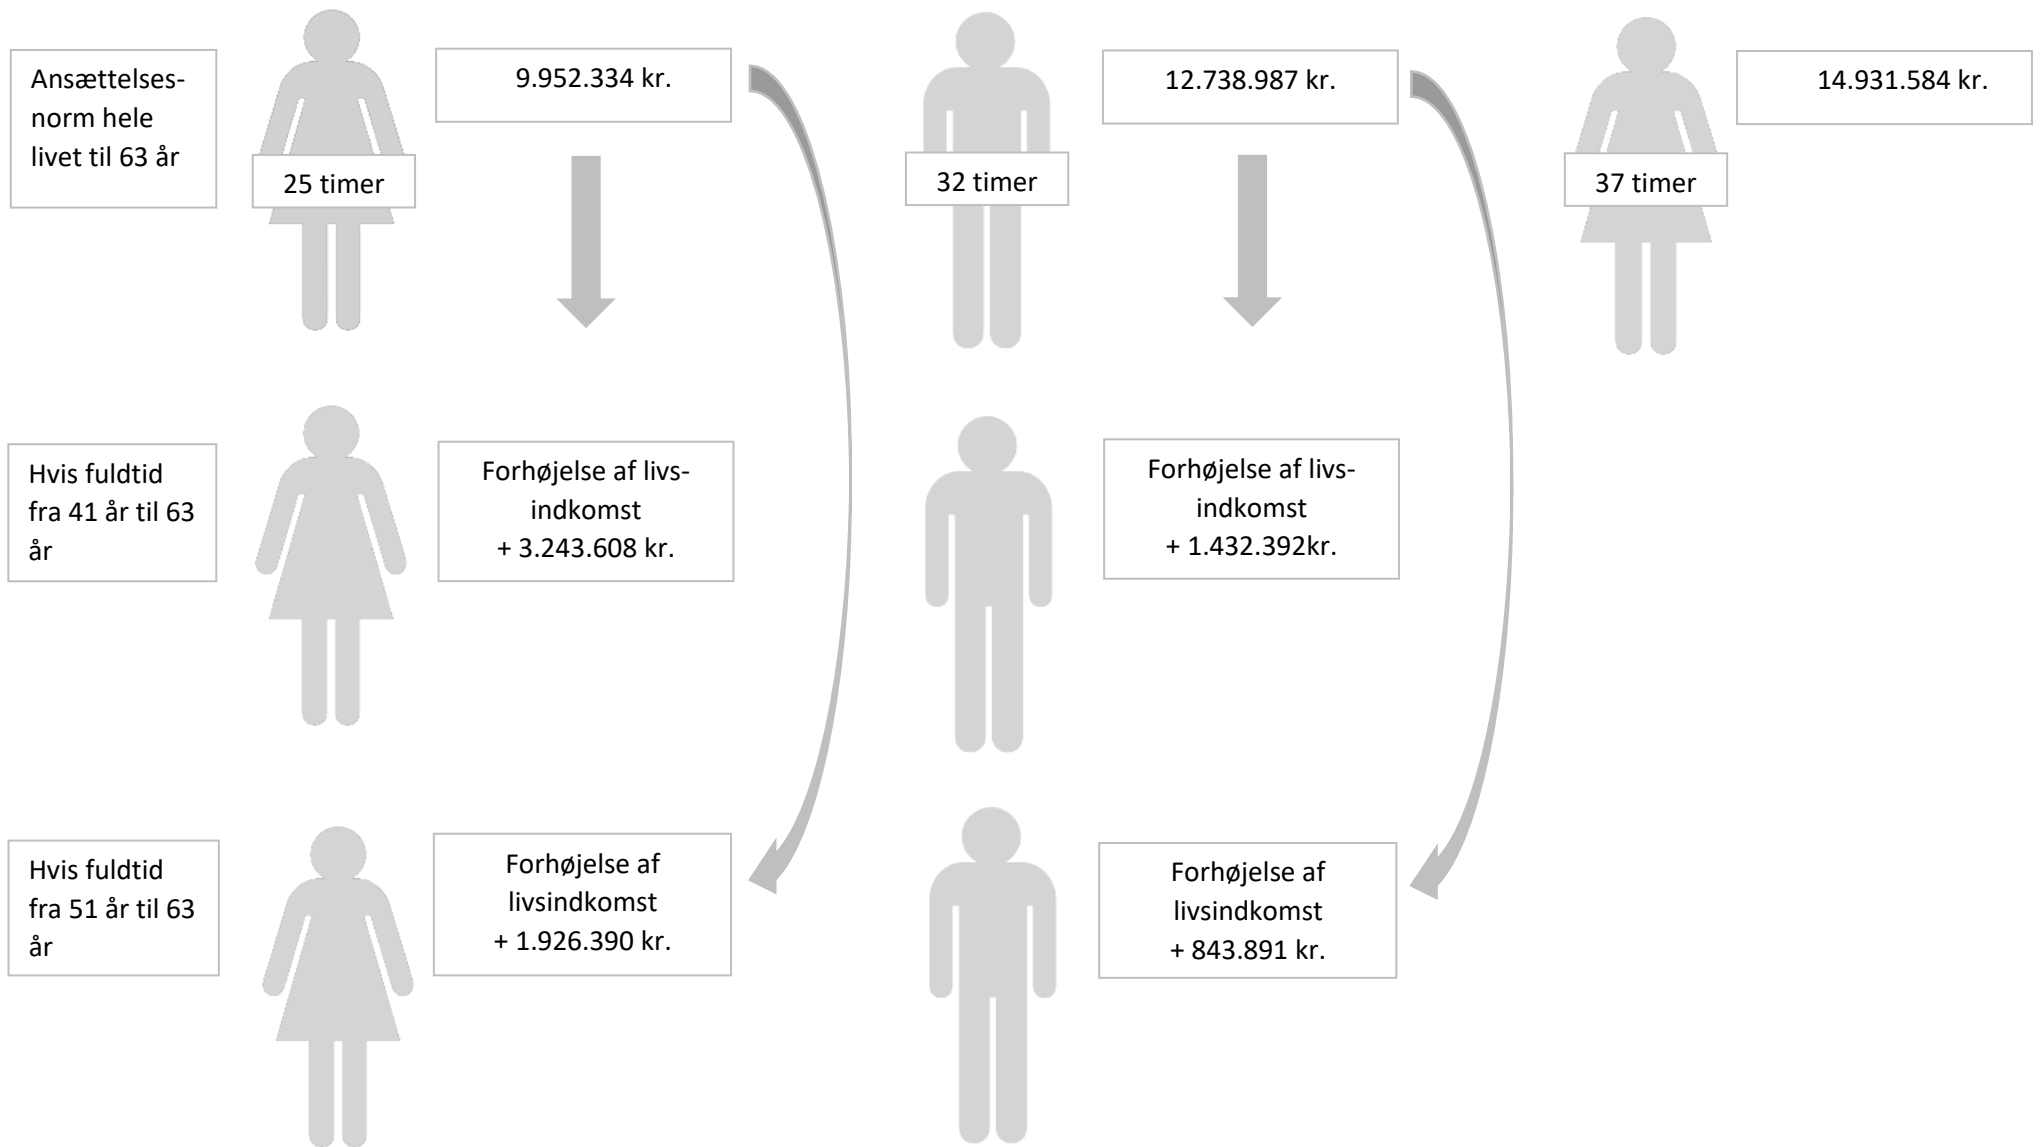 Ansættelses-
norm hele
livet til 63 år
25 timer
9.952.334 kr.
32 timer
12.738.987 kr.
37 timer
14.931.584 kr.
Hvis fuldtid
fra 41 år til 63
år
Forhøjelse af livs-
indkomst
+ 3.243.608 kr.
Forhøjelse af livs-
indkomst
+ 1.432.392kr.
Hvis fuldtid
fra 51 år til 63
år
Forhøjelse af
livsindkomst
+ 1.926.390 kr.
Forhøjelse af
livsindkomst
+ 843.891 kr.